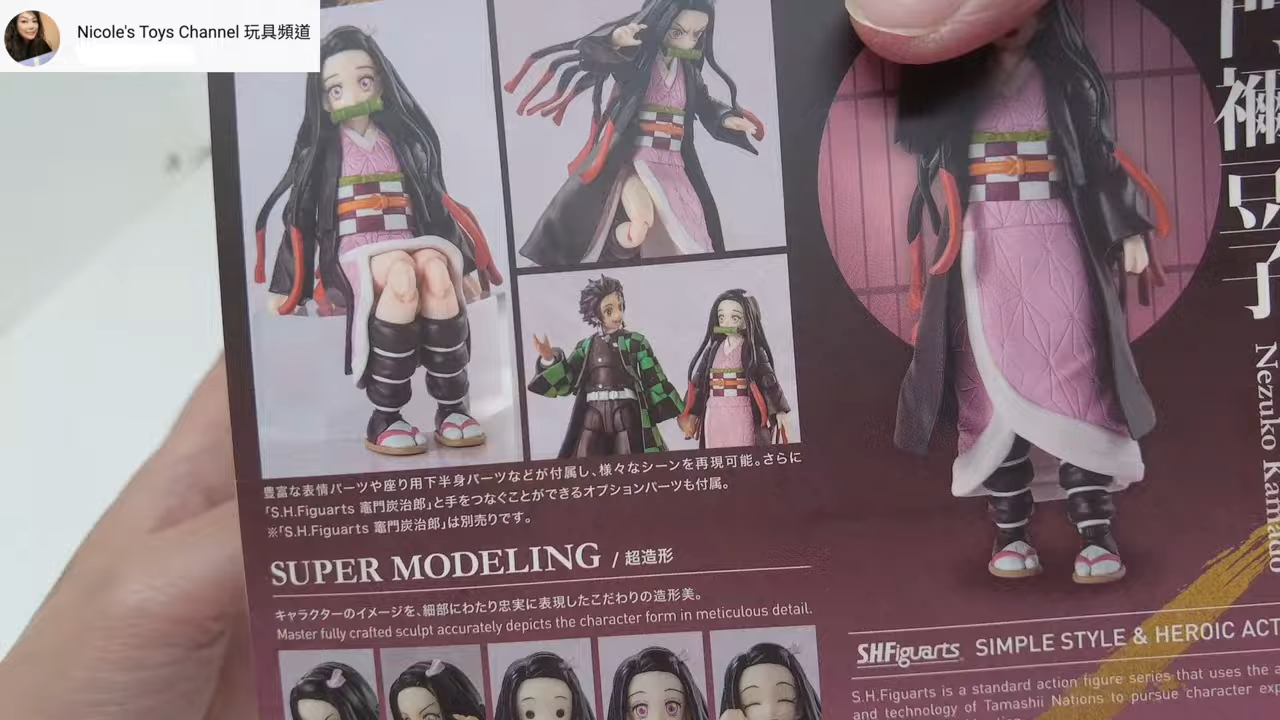 Nicole's Toys Channel 玩具頻道
門禰豆子
Nezuko Kamado
豊富な表情パーツや座り用下半身パーツなどが付属し、様々なシーンを再現可能。さらに
「S.H.Figuarts 竈門炭治郎」と手をつなぐことができるオプションパーツも付属。
※「S.H.Figuarts 竈門炭治郎」は別売りです。
SUPER MODELING / 超造形
キャラクターのイメージを、細部にわたり忠実に表現したこだわりの造形美。
Master fully crafted sculpt accurately depicts the character form in meticulous detail.
S.H.Figuarts SIMPLE STYLE & HEROIC ACT
S.H.Figuarts is a standard action figure series that uses the
and technology of Tamashii Nations to pursue character